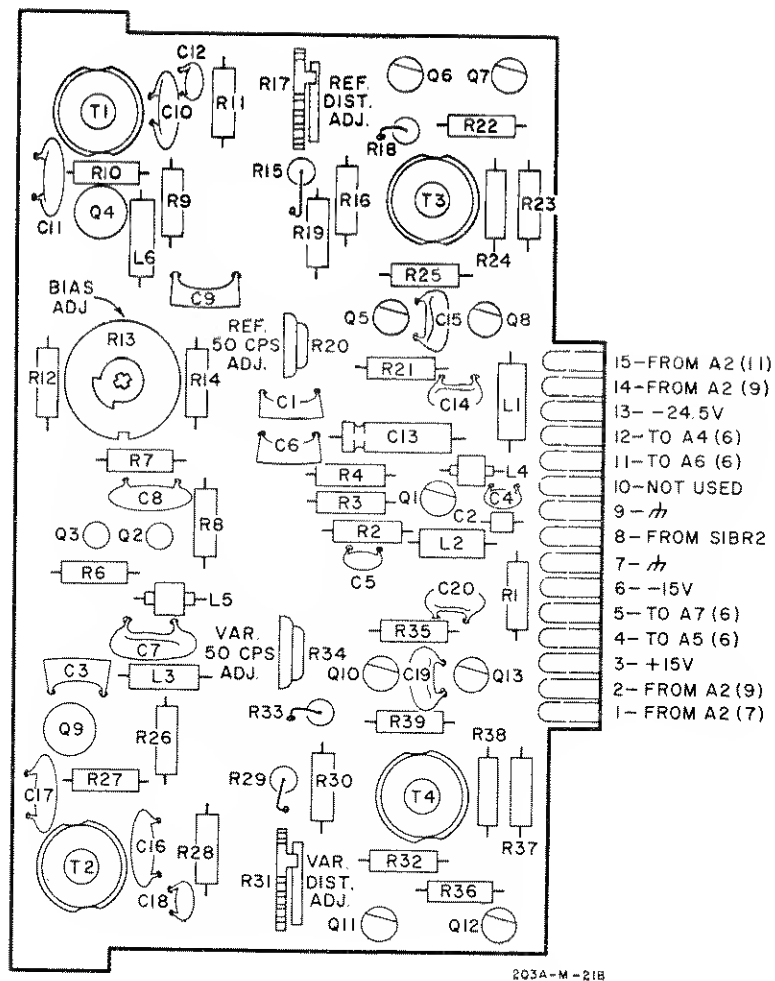 C12
R17
REF.
DIST.
ADJ.
Q6
Q7
T1
C10
R11
R18
R22
R10
R15
C11
Q4
R9
R16
T3
R19
R24
R23
L6
R25
C9
BIAS
ADJ
R13
REF.
50 CPS
ADJ.
R20
Q5
C15
Q8
R12
R14
R21
C14
L1
C1
C6
C13
R7
R4
L4
C8
R3
Q1
C4
R8
C2
Q3
Q2
R2
L2
C5
R6
R1
L5
C20
C7
VAR.
50 CPS
ADJ.
R34
R35
C3
L3
Q10
C19
Q13
R33
Q9
R26
R39
R38
R27
R29
R30
C17
T4
C16
R28
R37
T2
R31
VAR.
DIST.
ADJ.
R32
C18
R36
Q11
Q12
15-FROM A2 (11)
14-FROM A2 (9)
13- -24.5V
12-TO A4 (6)
11-TO A6 (6)
10-NOT USED
9-
8-FROM S1BR2
7-
6- -15V
5-TO A7 (6)
4-TO A5 (6)
3- +15V
2-FROM A2 (9)
1-FROM A2 (7)
203A-M-21B